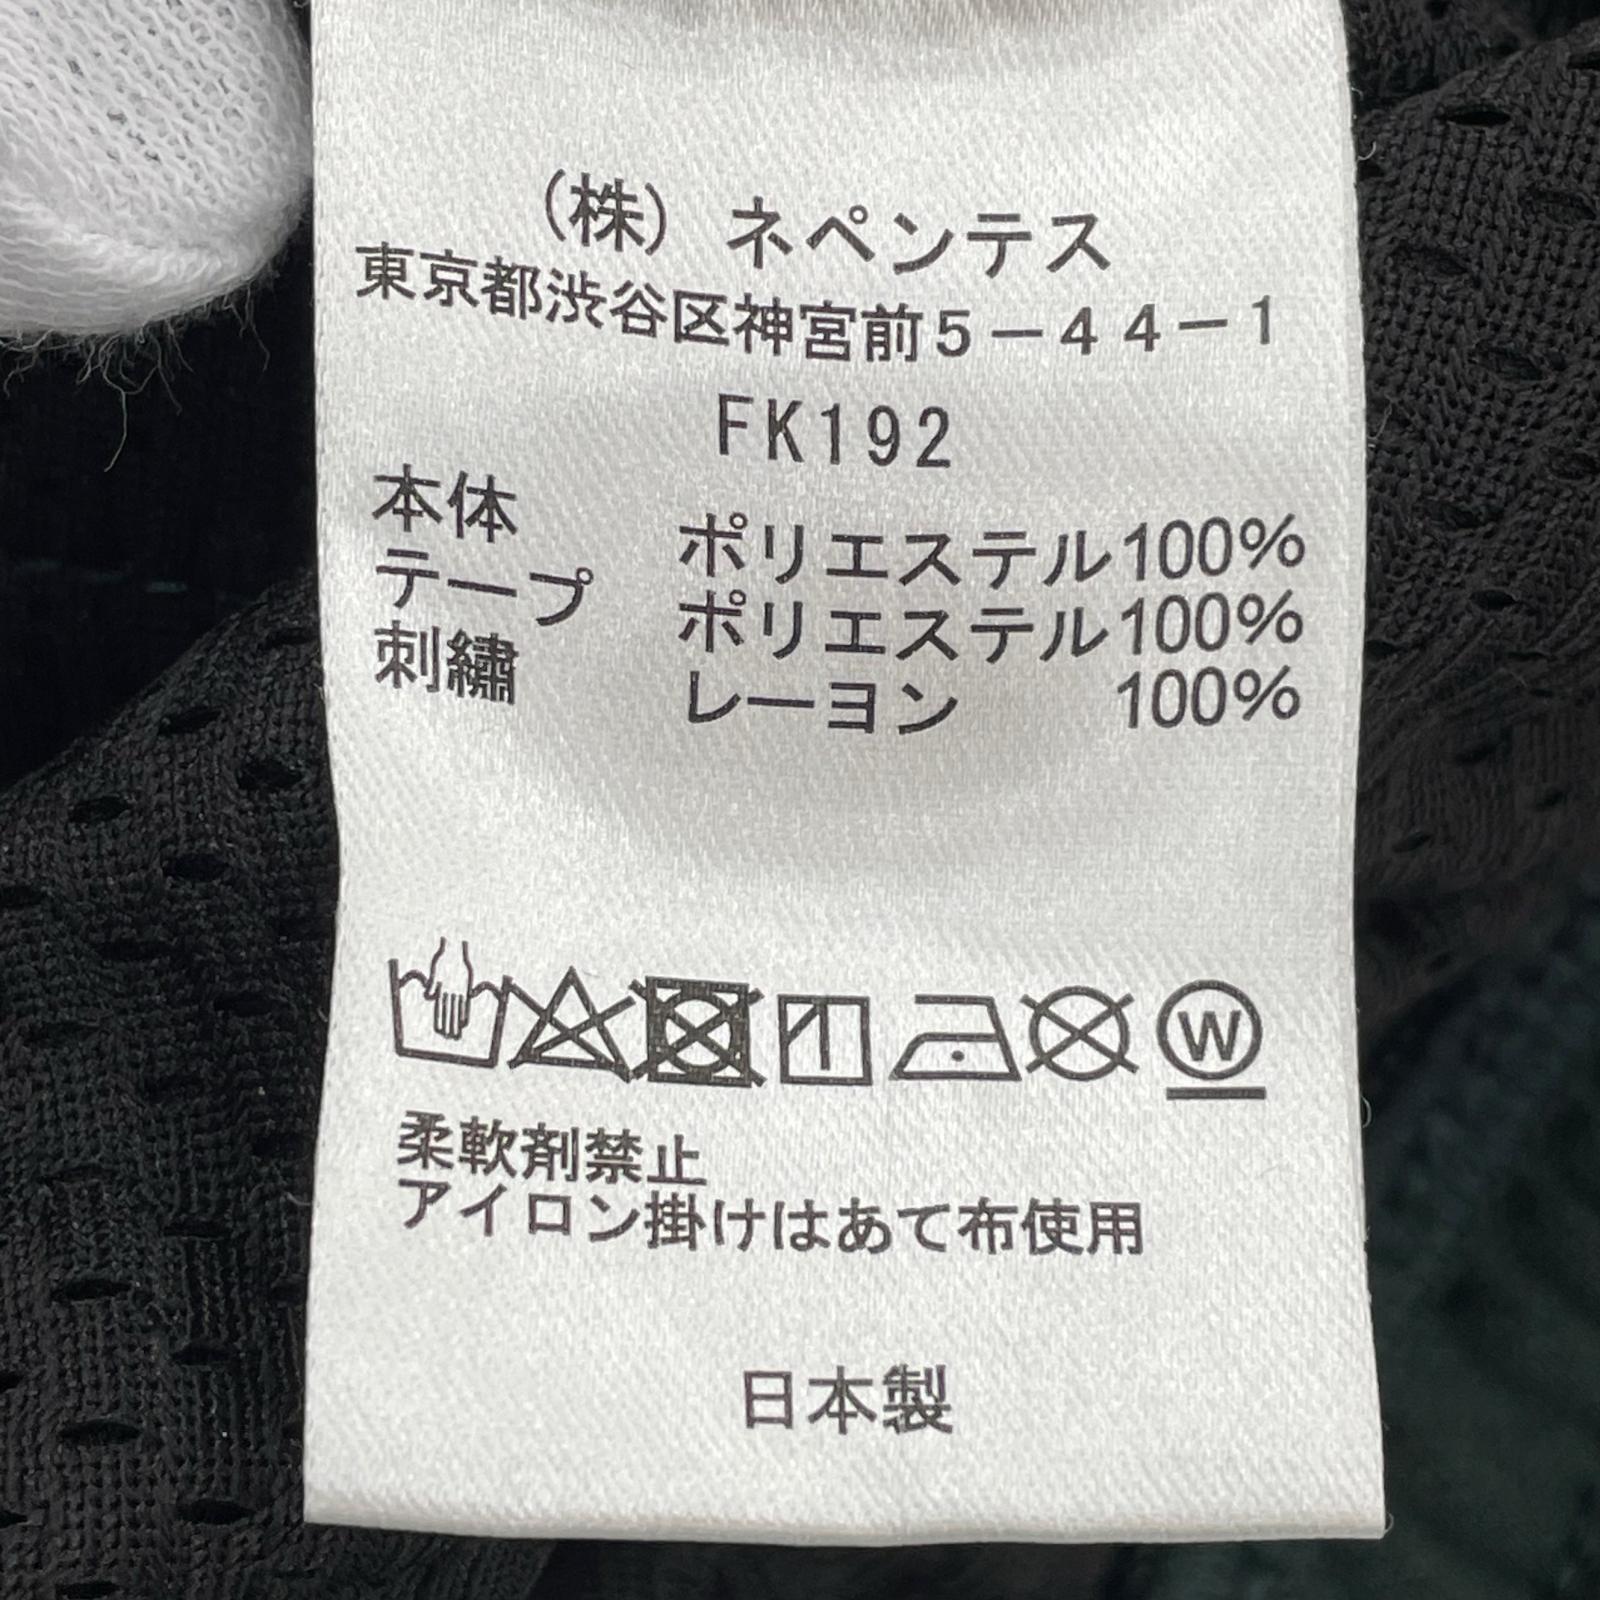 (株) ネペンテス
東京都渋谷区神宮前5-44-1
FK192
本体 ポリエステル100%
テープ ポリエステル100%
刺繍 レーヨン 100%
W
柔軟剤禁止
アイロン掛けはあて布使用
日本製